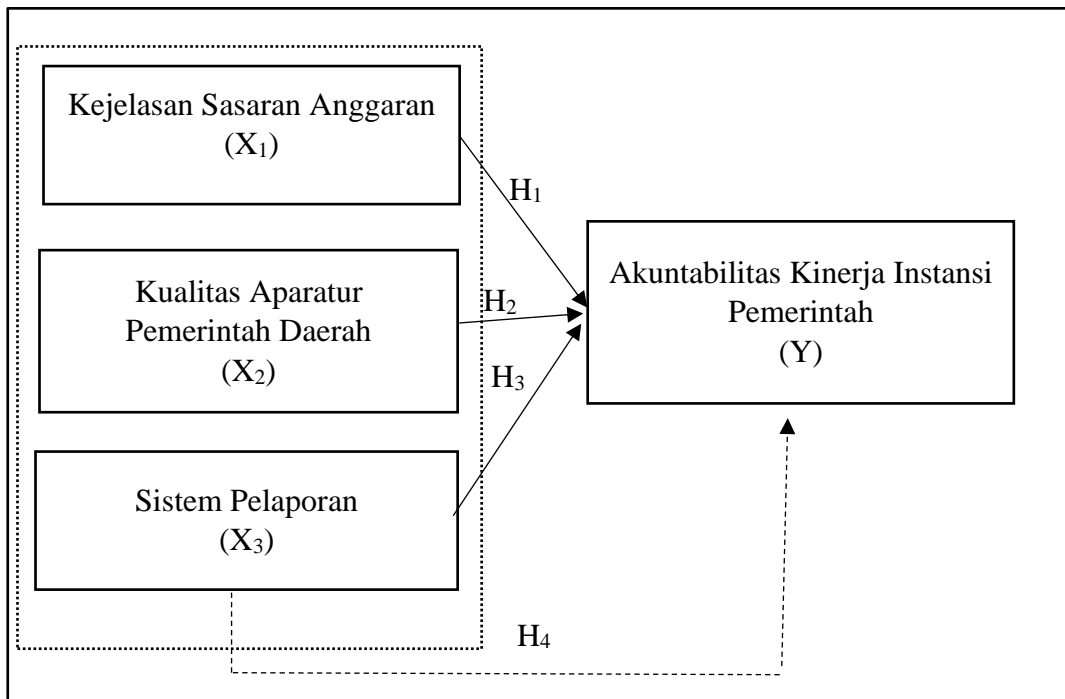 Kejelasan Sasaran Anggaran
(X₁)
H₁
Kualitas Aparatur
Pemerintah Daerah
(X₂)
H₂
Akuntabilitas Kinerja Instansi
Pemerintah
(Y)
H₃
Sistem Pelaporan
(X₃)
H₄